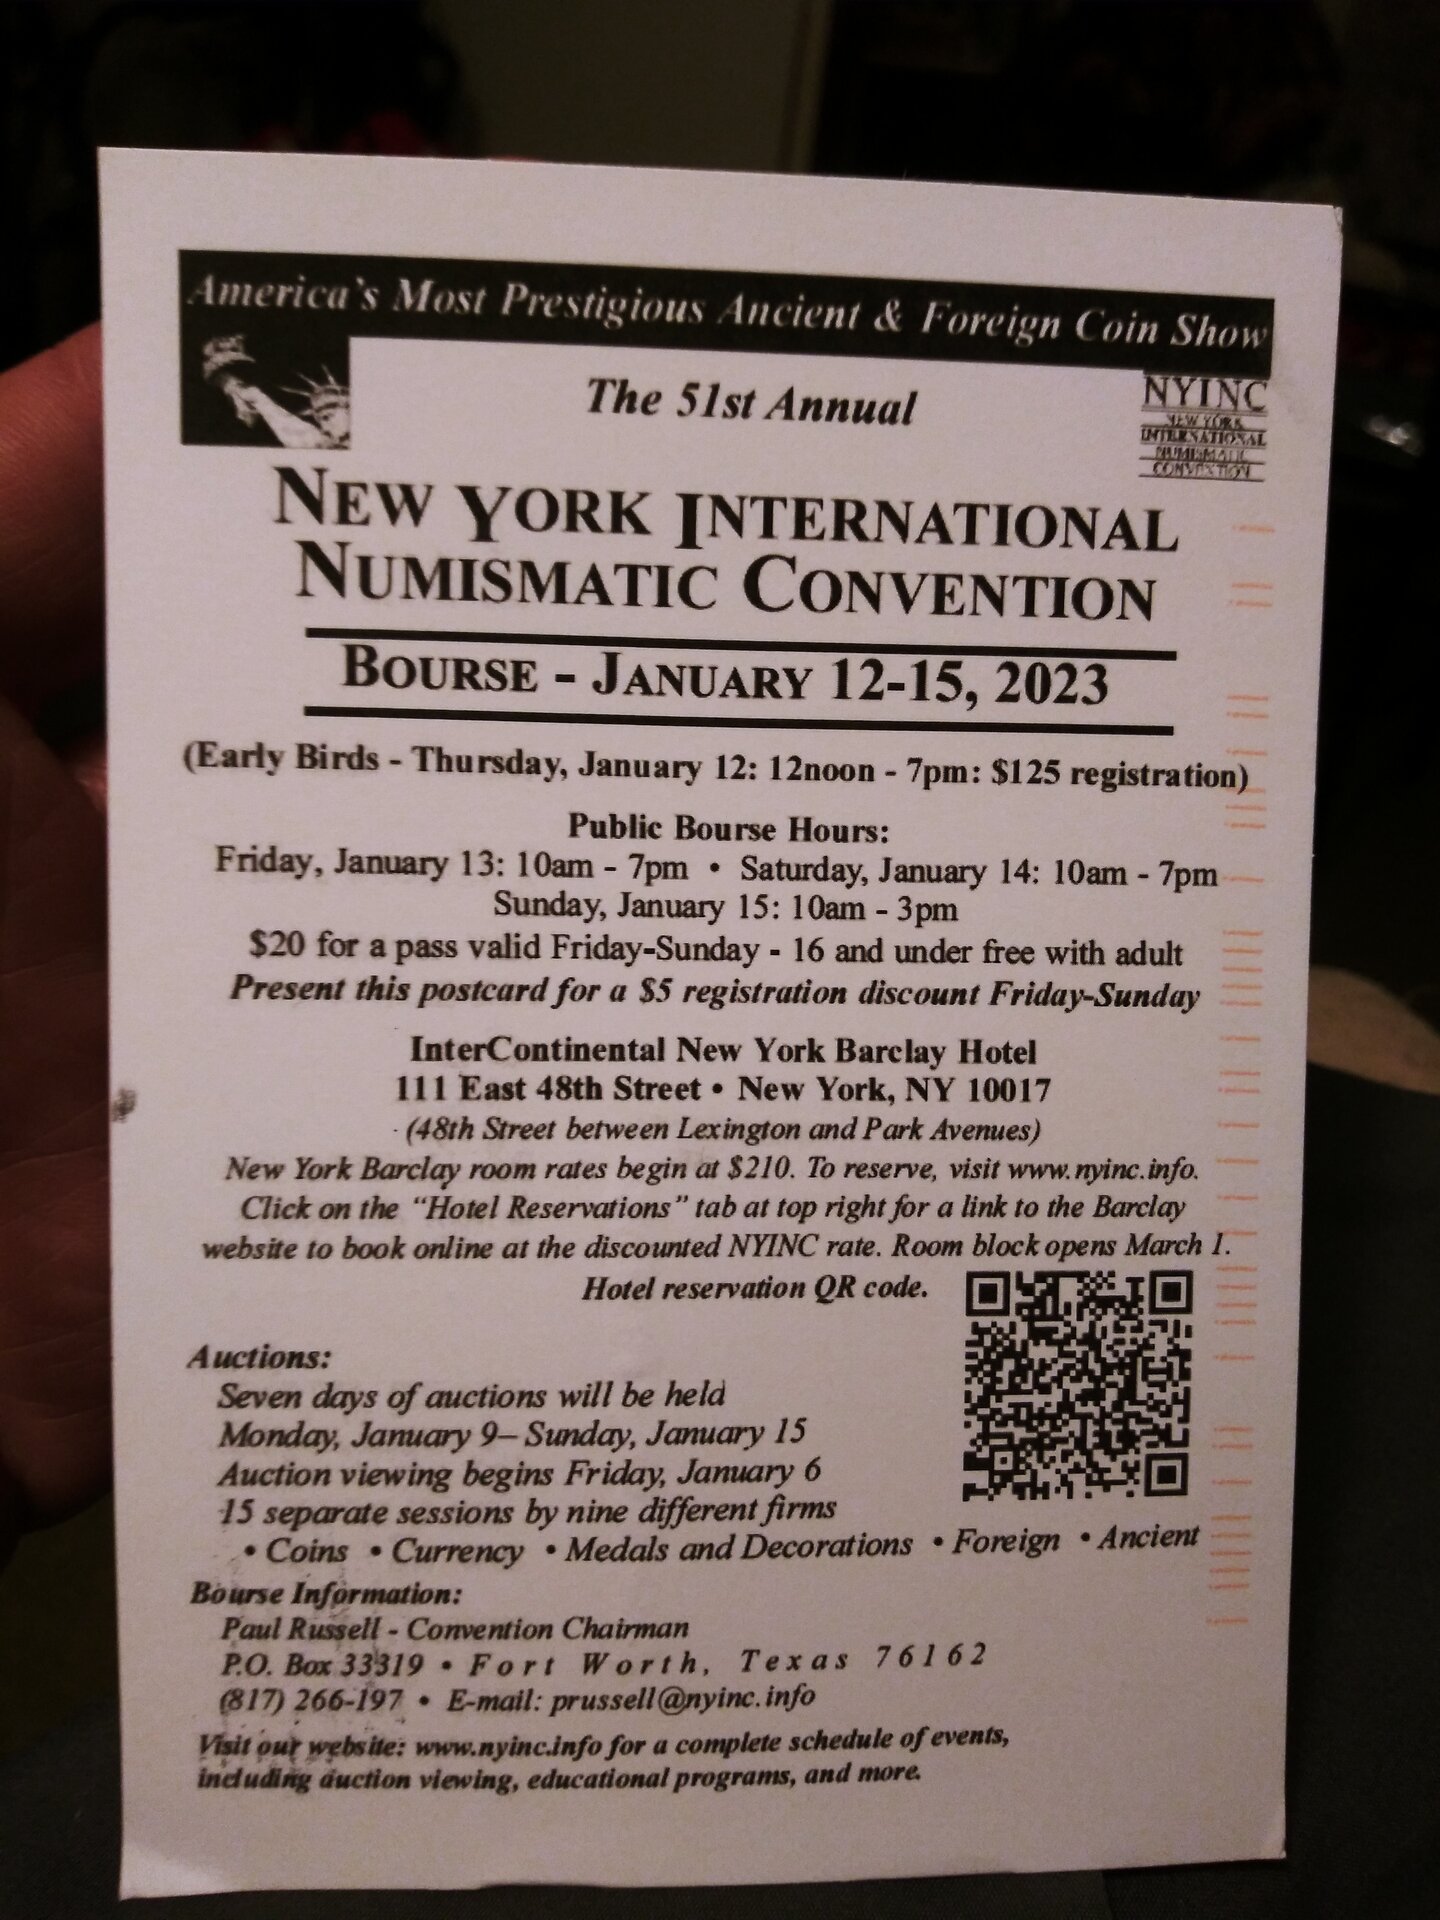 America's Most Prestigious Ancient & Foreign Coin Show
The 51st Annual
NYINC
NEW YORK
INTERNATIONAL
NUMISMATIC
CONVENTION
NEW YORK INTERNATIONAL
NUMISMATIC CONVENTION
BOURSE - JANUARY 12-15, 2023
(Early Birds - Thursday, January 12: 12noon - 7pm: $125 registration)
Public Bourse Hours:
Friday, January 13: 10am - 7pm • Saturday, January 14: 10am - 7pm
Sunday, January 15: 10am - 3pm
$20 for a pass valid Friday-Sunday - 16 and under free with adult
Present this postcard for a $5 registration discount Friday-Sunday
InterContinental New York Barclay Hotel
111 East 48th Street • New York, NY 10017
(48th Street between Lexington and Park Avenues)
New York Barclay room rates begin at $210. To reserve, visit www.nyinc.info.
Click on the "Hotel Reservations" tab at top right for a link to the Barclay
website to book online at the discounted NYINC rate. Room block opens March 1.
Hotel reservation QR code.
Auctions:
Seven days of auctions will be held
Monday, January 9– Sunday, January 15
Auction viewing begins Friday, January 6
15 separate sessions by nine different firms
• Coins • Currency • Medals and Decorations • Foreign • Ancient
Bourse Information:
Paul Russell - Convention Chairman
P.O. Box 33319 • Fort Worth, Texas 76162
(817) 266-197 • E-mail: prussell@nyinc.info
Visit our website: www.nyinc.info for a complete schedule of events,
including auction viewing, educational programs, and more.